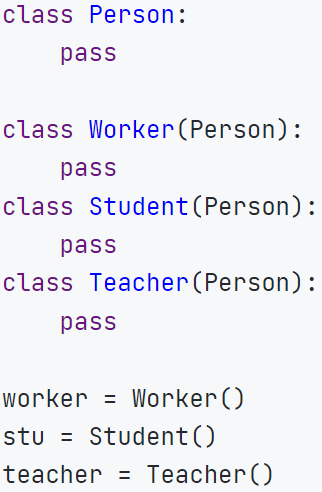 class Person:
    pass

class Worker(Person):
    pass
class Student(Person):
    pass
class Teacher(Person):
    pass

worker = Worker()
stu = Student()
teacher = Teacher()